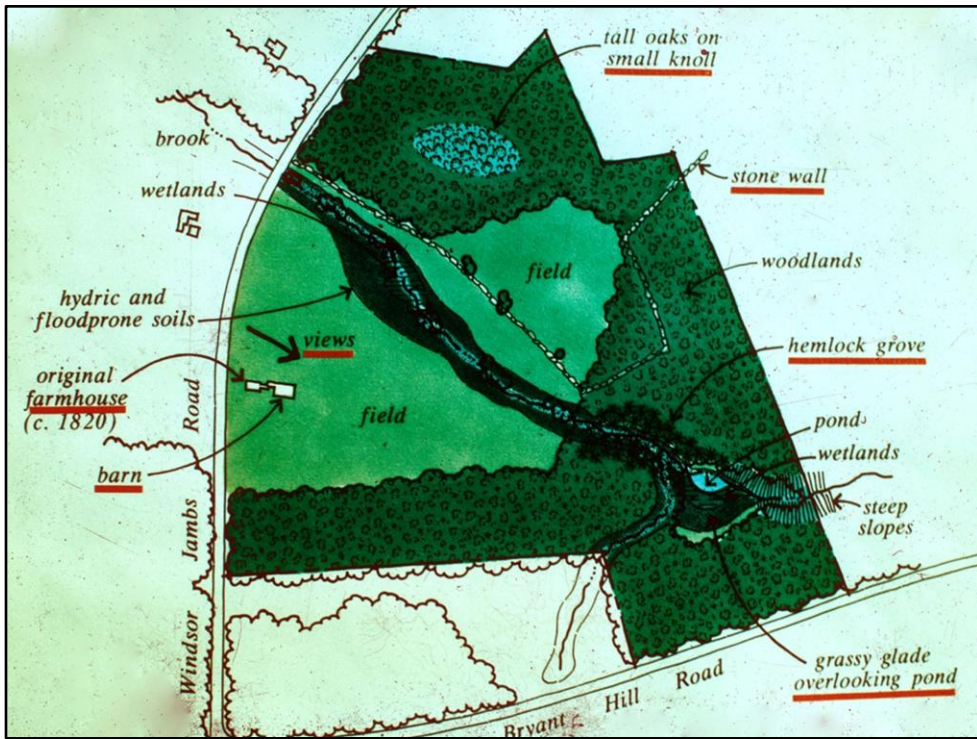 tall oaks on
small knoll
brook
stone wall
wetlands
woodlands
field
hydric and
floodprone soils
views
hemlock grove
original
farmhouse
(c. 1820)
field
pond
barn
wetlands
steep
slopes
Windsor Jambs Road
grassy glade
overlooking pond
Bryant Hill Road